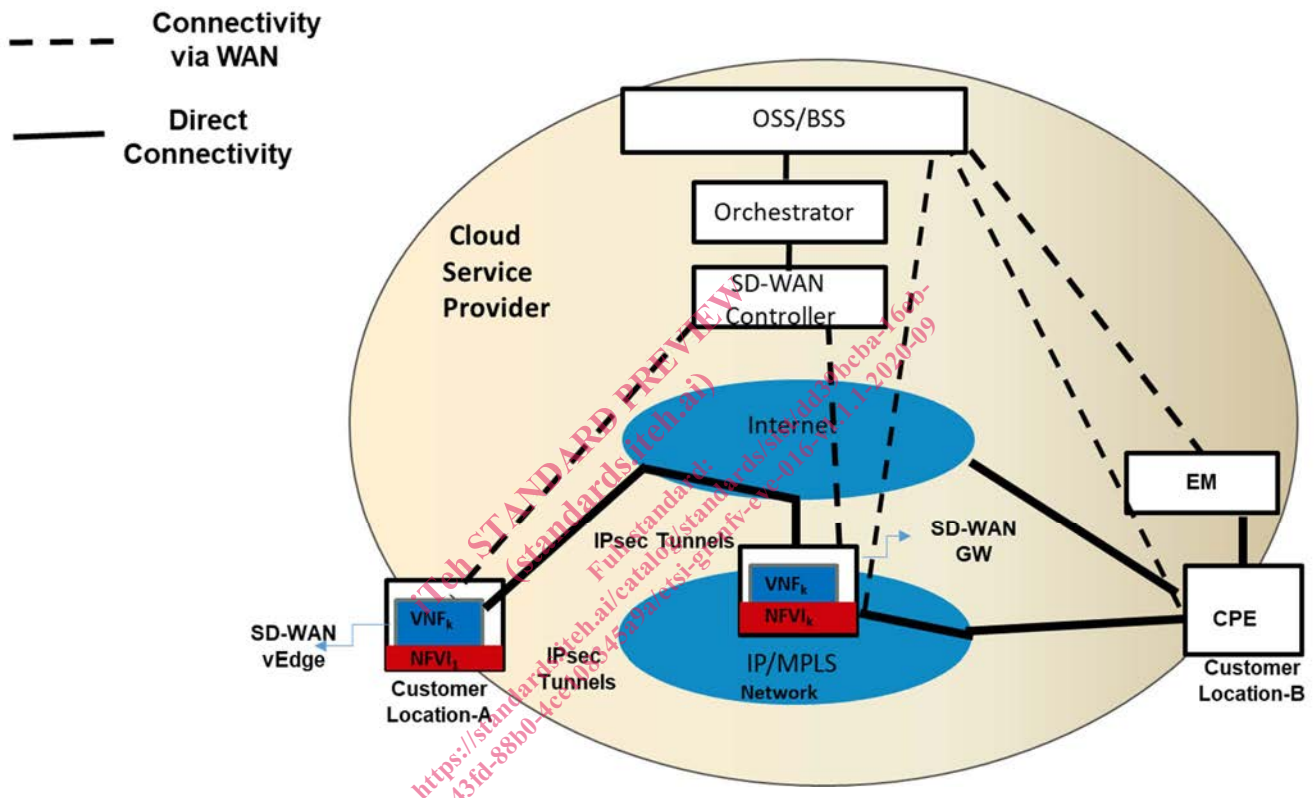 Connectivity
via WAN
Direct
Connectivity
OSS/BSS
Orchestrator
Cloud
Service
Provider
SD-WAN
Controller
Internet
EM
IPsec Tunnels
SD-WAN
GW
VNFk
NFVIk
VNFk
NFVI1
SD-WAN
vEdge
IPsec
Tunnels
IP/MPLS
Network
CPE
Customer
Location-A
Customer
Location-B
iTeh STANDARD PREVIEW
(standards.iteh.ai)
Full standard: